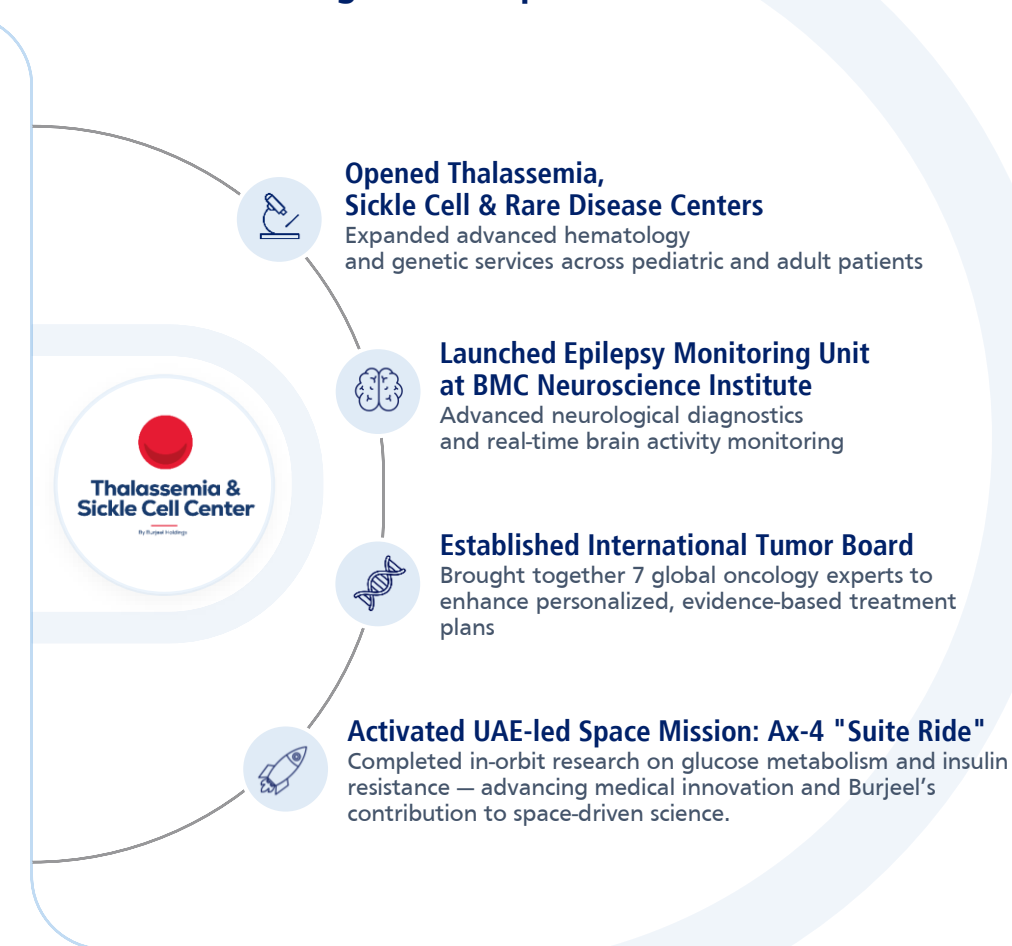 Opened Thalassemia,
Sickle Cell & Rare Disease Centers
Expanded advanced hematology
and genetic services across pediatric and adult patients
Launched Epilepsy Monitoring Unit
at BMC Neuroscience Institute
Advanced neurological diagnostics
and real-time brain activity monitoring
Thalassemia &
Sickle Cell Center
By Burjeel Holdings
Established International Tumor Board
Brought together 7 global oncology experts to
enhance personalized, evidence-based treatment
plans
Activated UAE-led Space Mission: Ax-4 "Suite Ride"
Completed in-orbit research on glucose metabolism and insulin
resistance — advancing medical innovation and Burjeel’s
contribution to space-driven science.